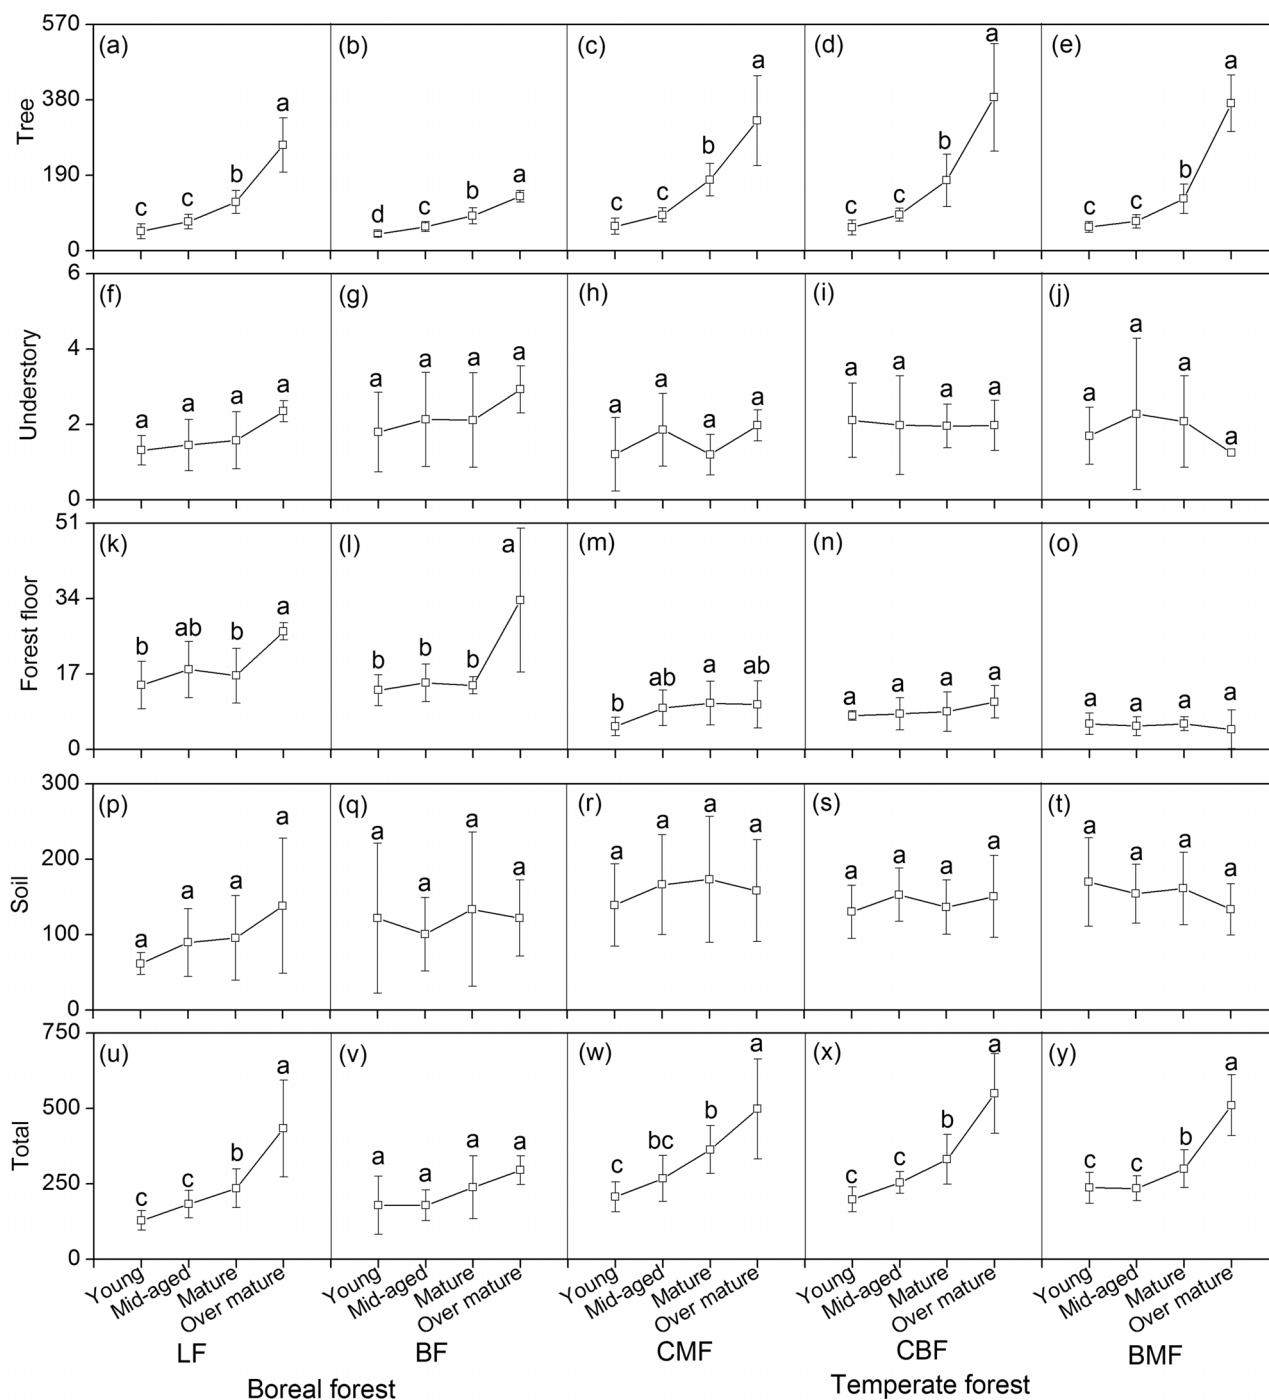 570
(a) (b) (c) (d) (e)
a a a a a
380
Tree
190
b b b b b
c c d c c c c c c c
0
6
(f) (g) (h) (i) (j)
4
Understory
a a a a a a a a a a a a a a a a a a a a
2
0
51
(k) (l) (m) (n) (o)
34
Forest floor
b ab b a b b b a b ab a ab a a a a a a a a
17
0
300
(p) (q) (r) (s) (t)
200
Soil
a a a a a a a a a a a a a a a a a a a a
100
0
750
(u) (v) (w) (x) (y)
500
Total
c c b a a a a a c bc b a c c b a c c b a
250
0
Young Mid-aged Mature Over mature Young Mid-aged Mature Over mature Young Mid-aged Mature Over mature Young Mid-aged Mature Over mature Young Mid-aged Mature Over mature
LF BF CMF CBF BMF
Boreal forest Temperate forest